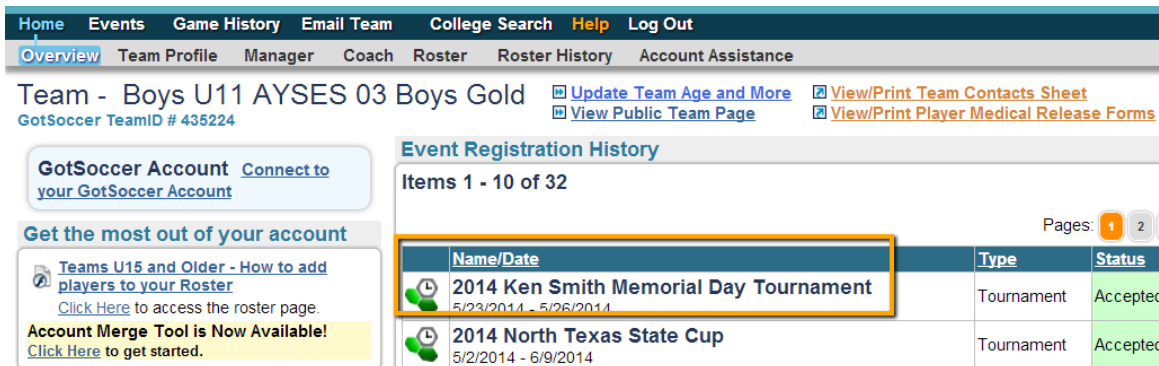 Home Events Game History Email Team College Search Help Log Out
Overview Team Profile Manager Coach Roster Roster History Account Assistance
Team - Boys U11 AYSES 03 Boys Gold
GotSoccer TeamID # 435224
Update Team Age and More
View Public Team Page
View/Print Team Contacts Sheet
View/Print Player Medical Release Forms
GotSoccer Account Connect to
your GotSoccer Account
Get the most out of your account
Teams U15 and Older - How to add
players to your Roster
Click Here to access the roster page.
Account Merge Tool is Now Available!
Click Here to get started.
Event Registration History
Items 1 - 10 of 32
Pages: 1 2
Name/Date Type Status
2014 Ken Smith Memorial Day Tournament Tournament Accepted
5/23/2014 - 5/26/2014
2014 North Texas State Cup Tournament Accepted
5/2/2014 - 6/9/2014